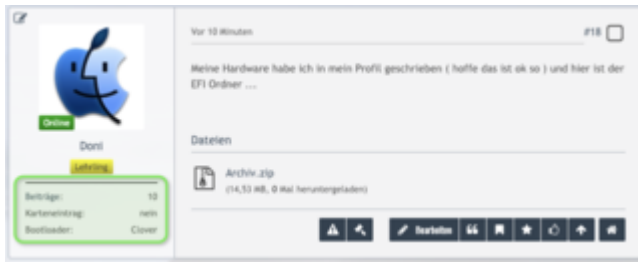 Vor 10 Minuten
#18
Meine Hardware habe ich in mein Profil geschrieben ( hoffe das ist ok so ) und hier ist der
EFI Ordner ...
Online
Doni
Lehrling
Beiträge: 10
Karteneintrag: nein
Bootloader: Clover
Dateien
Archiv.zip
(14,53 MB, 0 Mal heruntergeladen)
Bearbeiten